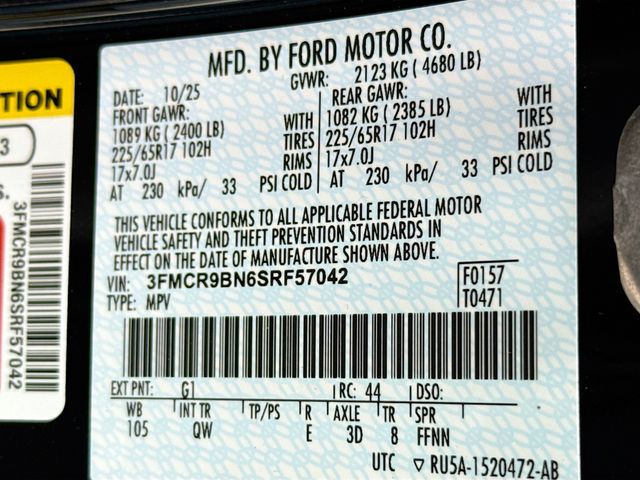 MFD. BY FORD MOTOR CO.
DATE: 10/25 GVWR: 2123 KG ( 4680 LB)
FRONT GAWR: REAR GAWR:
1089 KG ( 2400 LB) WITH 1082 KG ( 2385 LB) WITH
225/65R17 102H TIRES 225/65R17 102H TIRES
17x7.0J RIMS 17x7.0J RIMS
AT 230 kPa/ 33 PSI COLD AT 230 kPa/ 33 PSI COLD
THIS VEHICLE CONFORMS TO ALL APPLICABLE FEDERAL MOTOR
VEHICLE SAFETY AND THEFT PREVENTION STANDARDS IN
EFFECT ON THE DATE OF MANUFACTURE SHOWN ABOVE.
VIN: 3FMCR9BN6SRF57042 F0157
TYPE: MPV T0471
EXT PNT: G1 RC: 44 DSO:
WB INT TR TP/PS R AXLE TR SPR
105 QW E 3D 8 FFNN
UTC ▽ RU5A-1520472-AB
TION
3
S.
3FMCR9BN6SRF57042